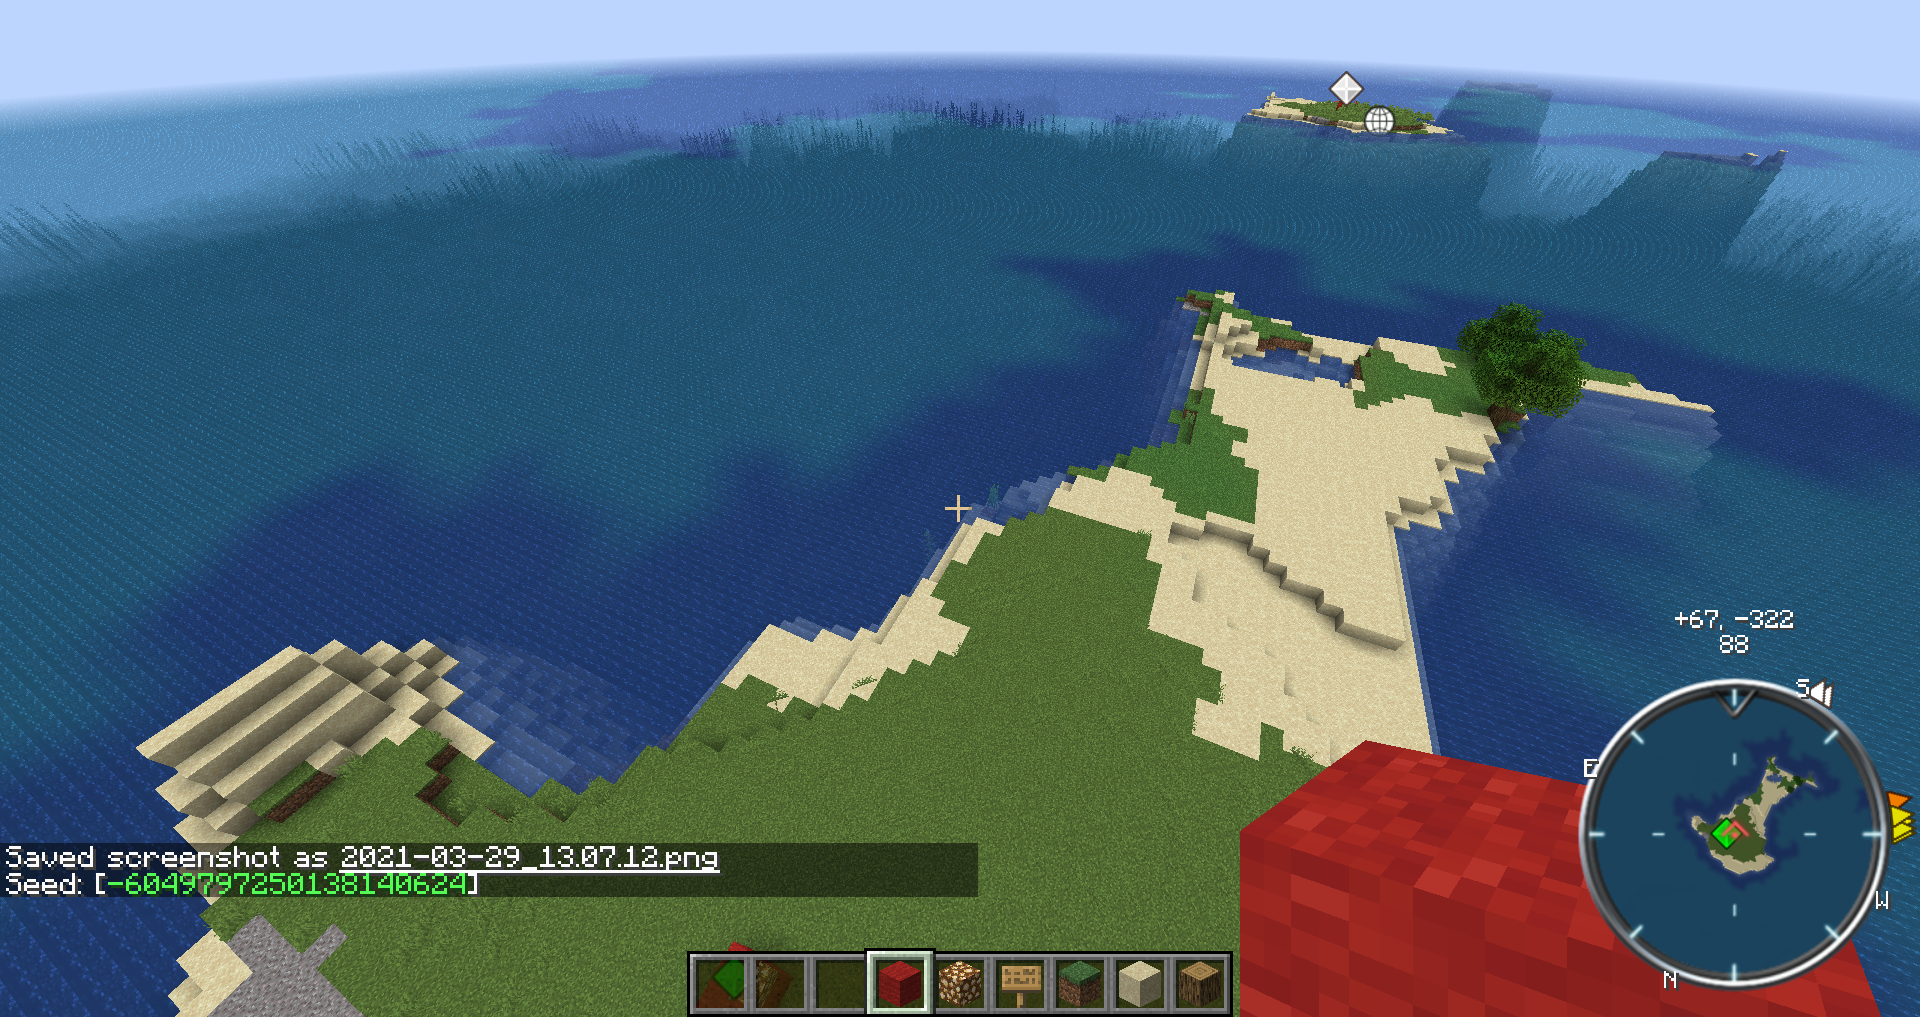 +67, -322
88
S
E
W
N
Saved screenshot as 2021-03-29_13.07.12.png
Seed: [-6049797250138140624]